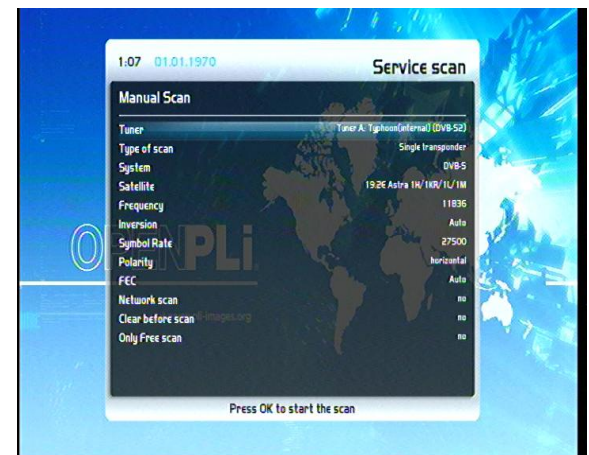 1:07 01.01.1970
Service scan
Manual Scan
Tuner Tuner A: Typhoon(internal) (DVB-S2)
Type of scan Single transponder
System DVB-S
Satellite 19.2E Astra 1H/1KR/1L/1M
Frequency 11836
Inversion Auto
Symbol Rate 27500
Polarity horizontal
FEC Auto
Network scan no
Clear before scan no
Only Free scan no
OPENPLi
li-images.org
Press OK to start the scan